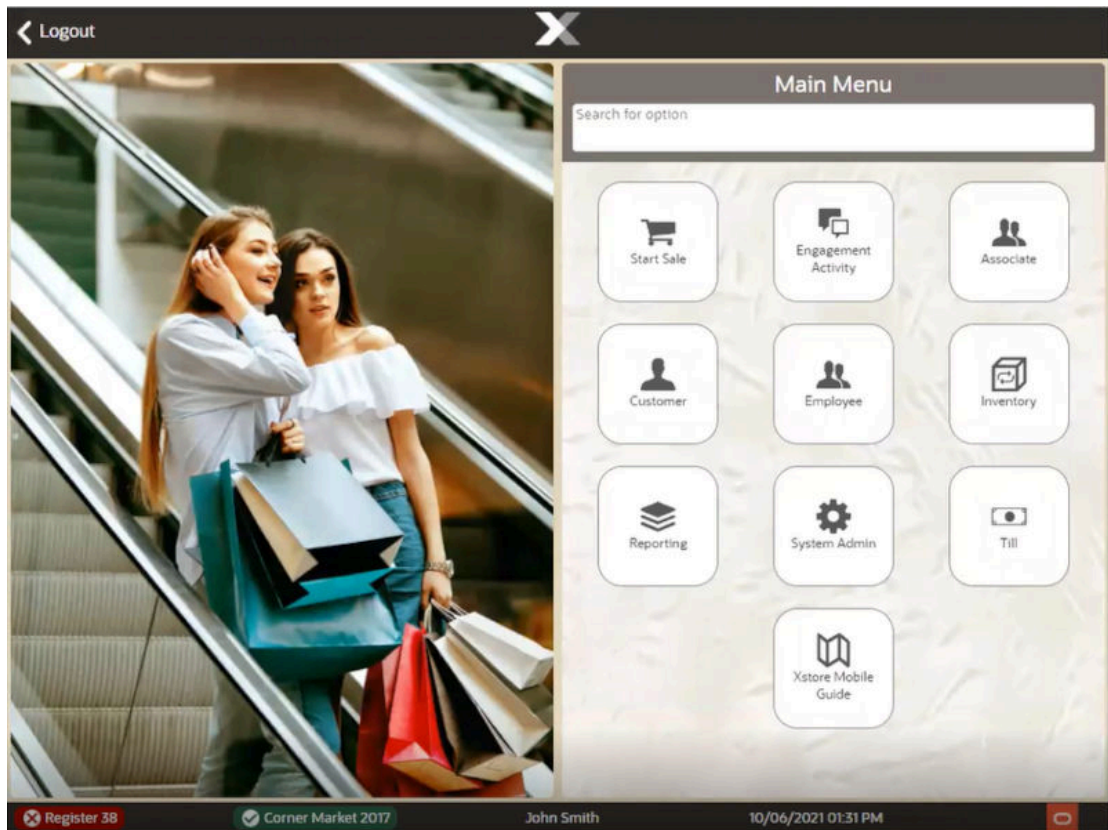 Logout
Main Menu
Search for option
Start Sale
Engagement
Activity
Associate
Customer
Employee
Inventory
Reporting
System Admin
Till
Xstore Mobile
Guide
Register 38
Corner Market 2017
John Smith
10/06/2021 01:31 PM